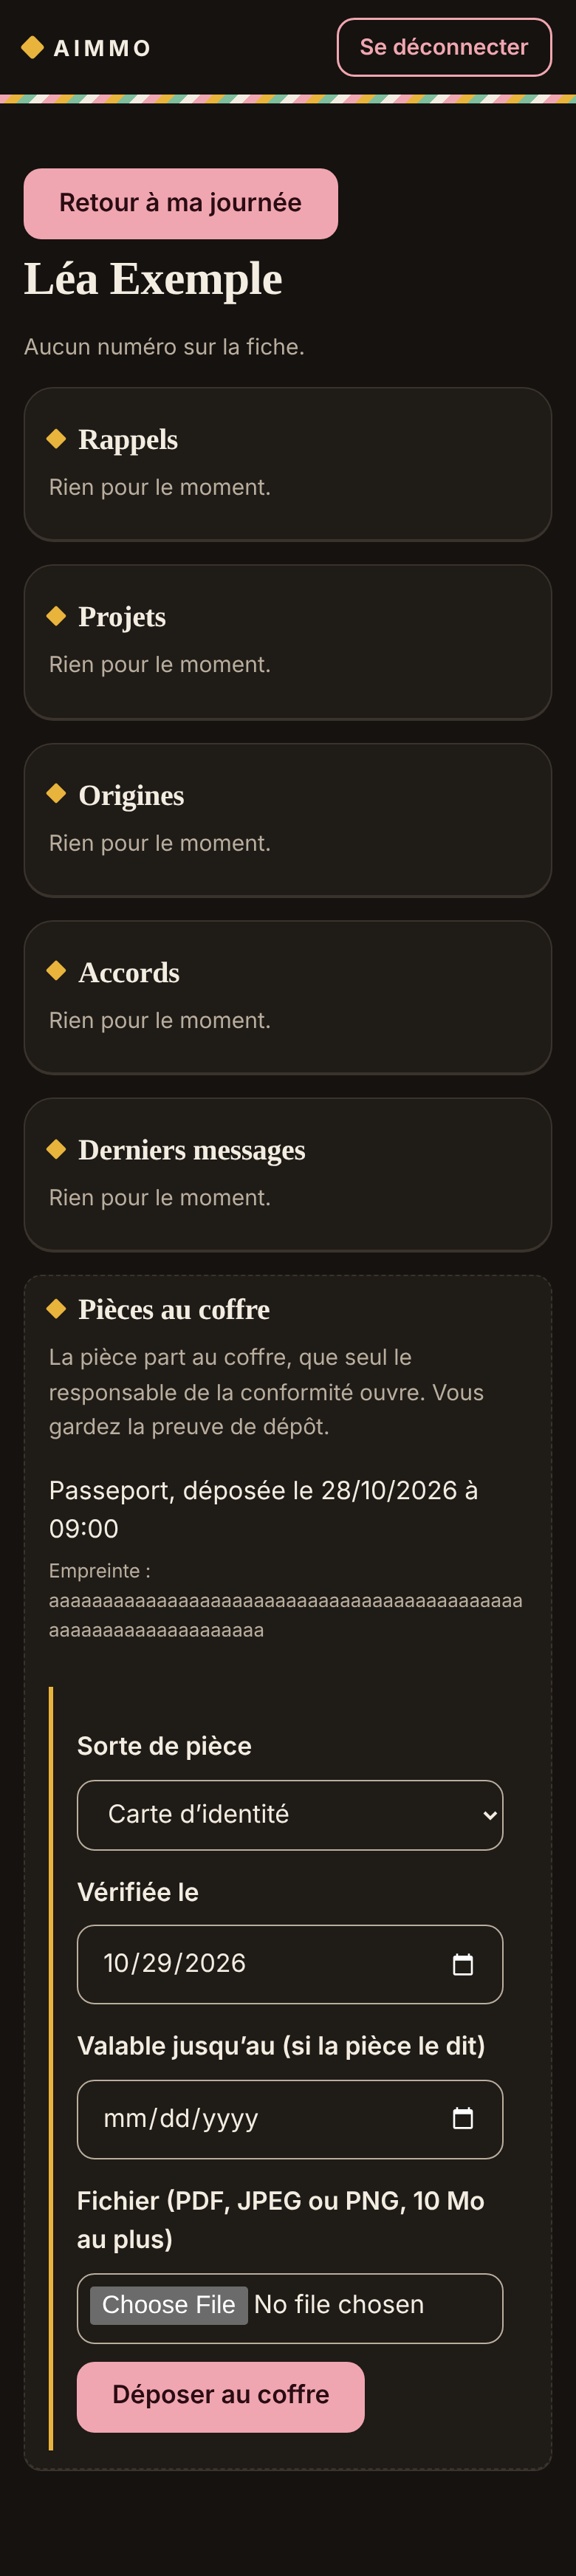 AIMMO
Se déconnecter
Retour à ma journée
Léa Exemple
Aucun numéro sur la fiche.
Rappels
Rien pour le moment.
Projets
Rien pour le moment.
Origines
Rien pour le moment.
Accords
Rien pour le moment.
Derniers messages
Rien pour le moment.
Pièces au coffre
La pièce part au coffre, que seul le
responsable de la conformité ouvre. Vous
gardez la preuve de dépôt.
Passeport, déposée le 28/10/2026 à
09:00
Empreinte :
aaaaaaaaaaaaaaaaaaaaaaaaaaaaaaaaaaaaaaaaaaaa
aaaaaaaaaaaaaaaaaaaa
Sorte de pièce
Carte d’identité
Vérifiée le
10/29/2026
Valable jusqu’au (si la pièce le dit)
mm/dd/yyyy
Fichier (PDF, JPEG ou PNG, 10 Mo
au plus)
Choose File No file chosen
Déposer au coffre